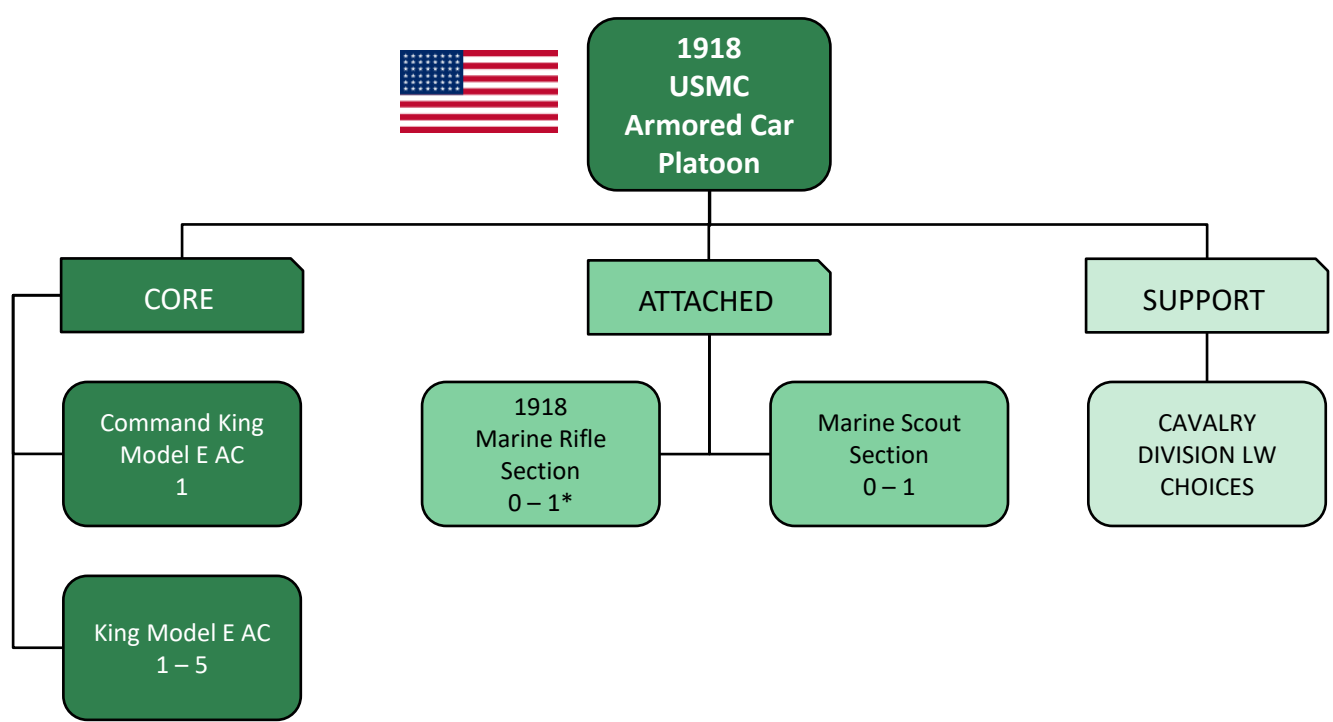 1918
USMC
Armored Car
Platoon
CORE
ATTACHED
SUPPORT
Command King
Model E AC
1
1918
Marine Rifle
Section
0 – 1*
Marine Scout
Section
0 – 1
CAVALRY
DIVISION LW
CHOICES
King Model E AC
1 – 5